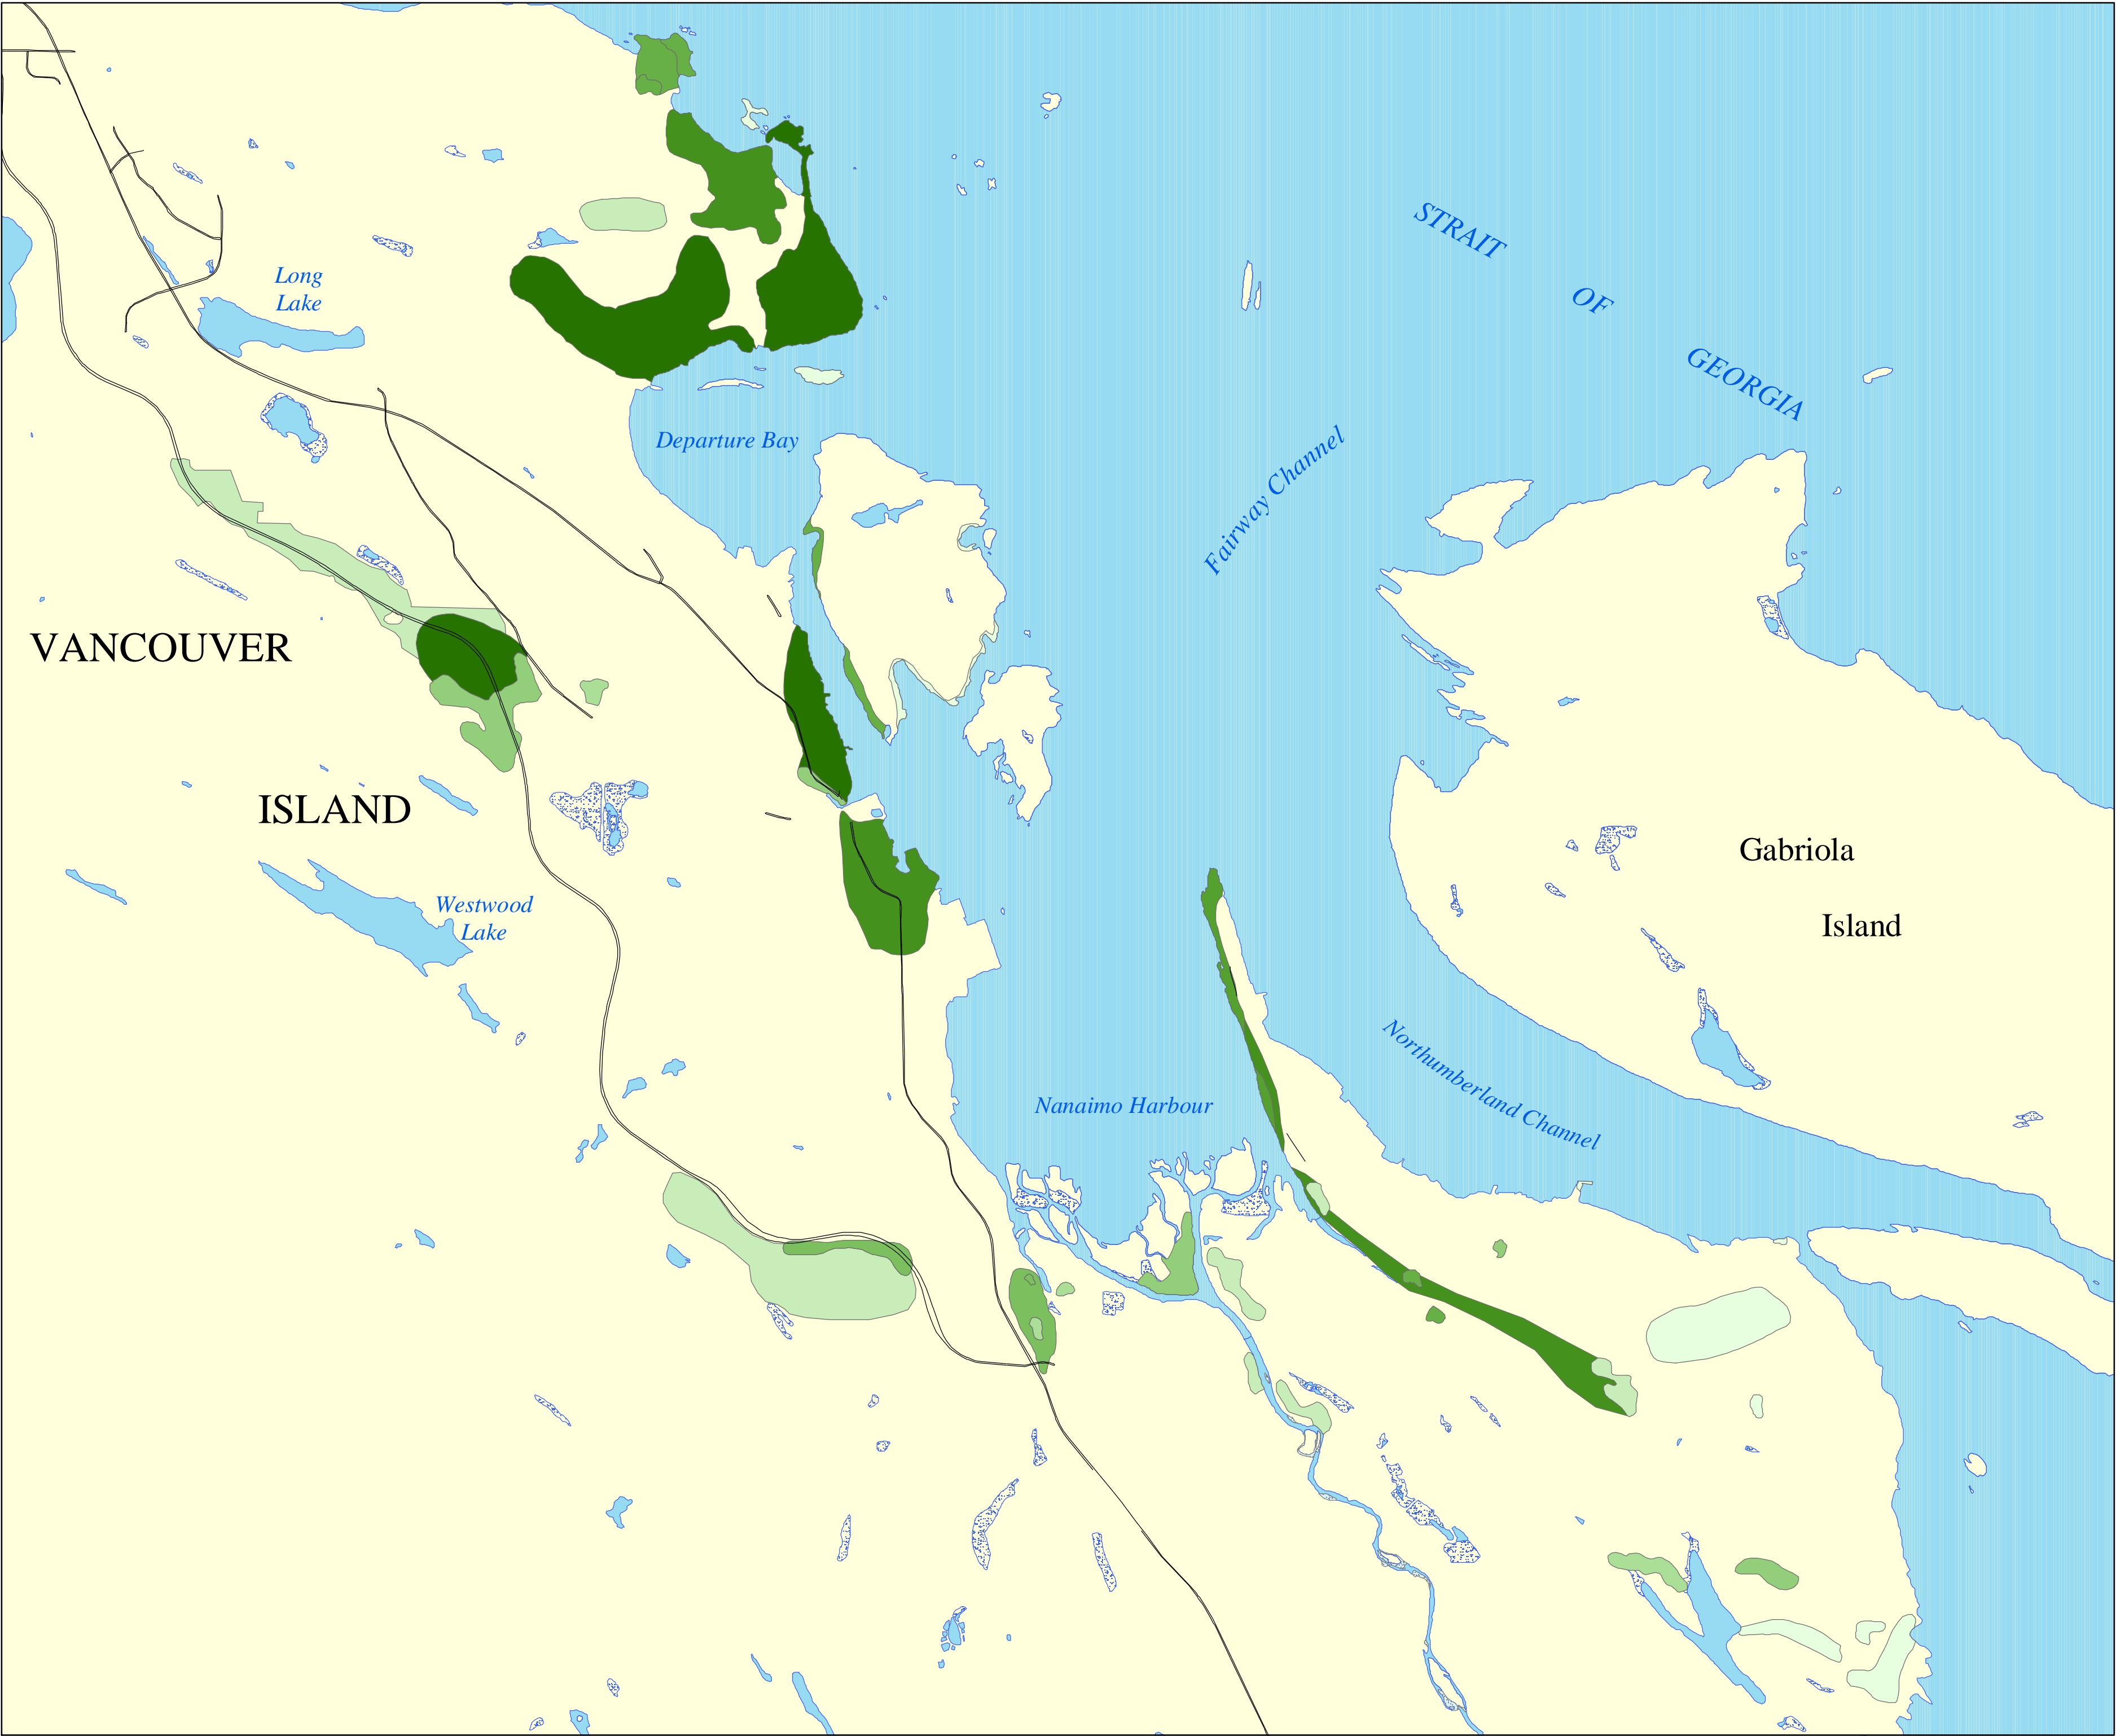 STRAIT
OF
GEORGIA
Long
Lake
Departure Bay
Fairway Channel
VANCOUVER
ISLAND
Gabriola
Island
Westwood
Lake
Northumberland Channel
Nanaimo Harbour